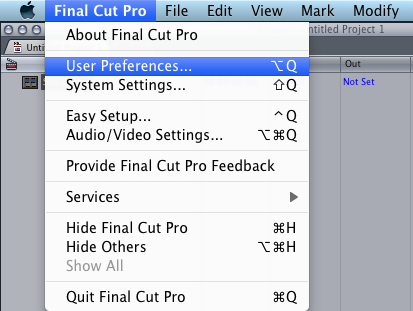 Final Cut Pro File Edit View Mark Modify
About Final Cut Pro
ntitled Project 1
Unti
User Preferences... ⌥Q
Out
System Settings... ⇧Q
Not Set
Easy Setup... ^Q
Audio/Video Settings... ⌥⌘Q
Provide Final Cut Pro Feedback
Services
Hide Final Cut Pro ⌘H
Hide Others ⌥⌘H
Show All
Quit Final Cut Pro ⌘Q